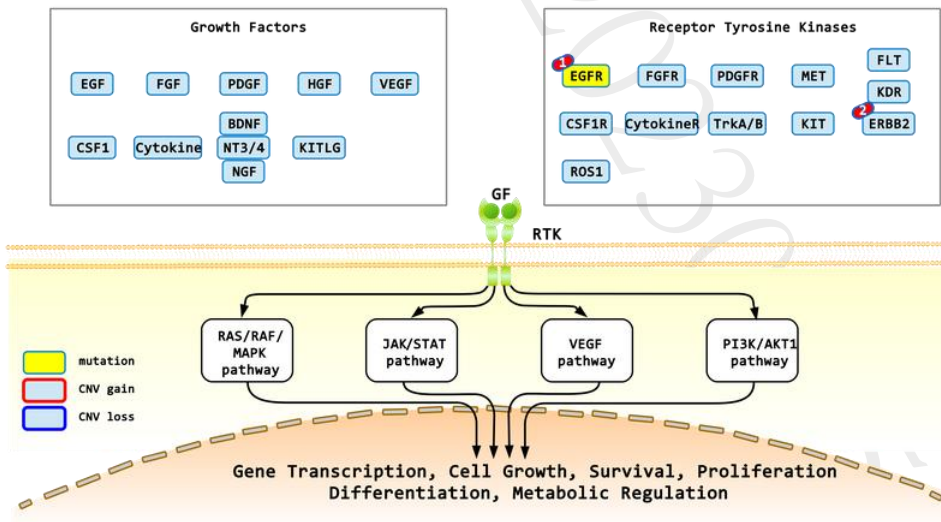 Growth Factors
EGF
FGF
PDGF
HGF
VEGF
CSF1
Cytokine
BDNF
NT3/4
NGF
KITLG
Receptor Tyrosine Kinases
1
EGFR
FGFR
PDGFR
MET
FLT
KDR
CSF1R
CytokineR
TrkA/B
KIT
2
ERBB2
ROS1
GF
RTK
RAS/RAF/
MAPK
pathway
JAK/STAT
pathway
VEGF
pathway
PI3K/AKT1
pathway
mutation
CNV gain
CNV loss
Gene Transcription, Cell Growth, Survival, Proliferation
Differentiation, Metabolic Regulation